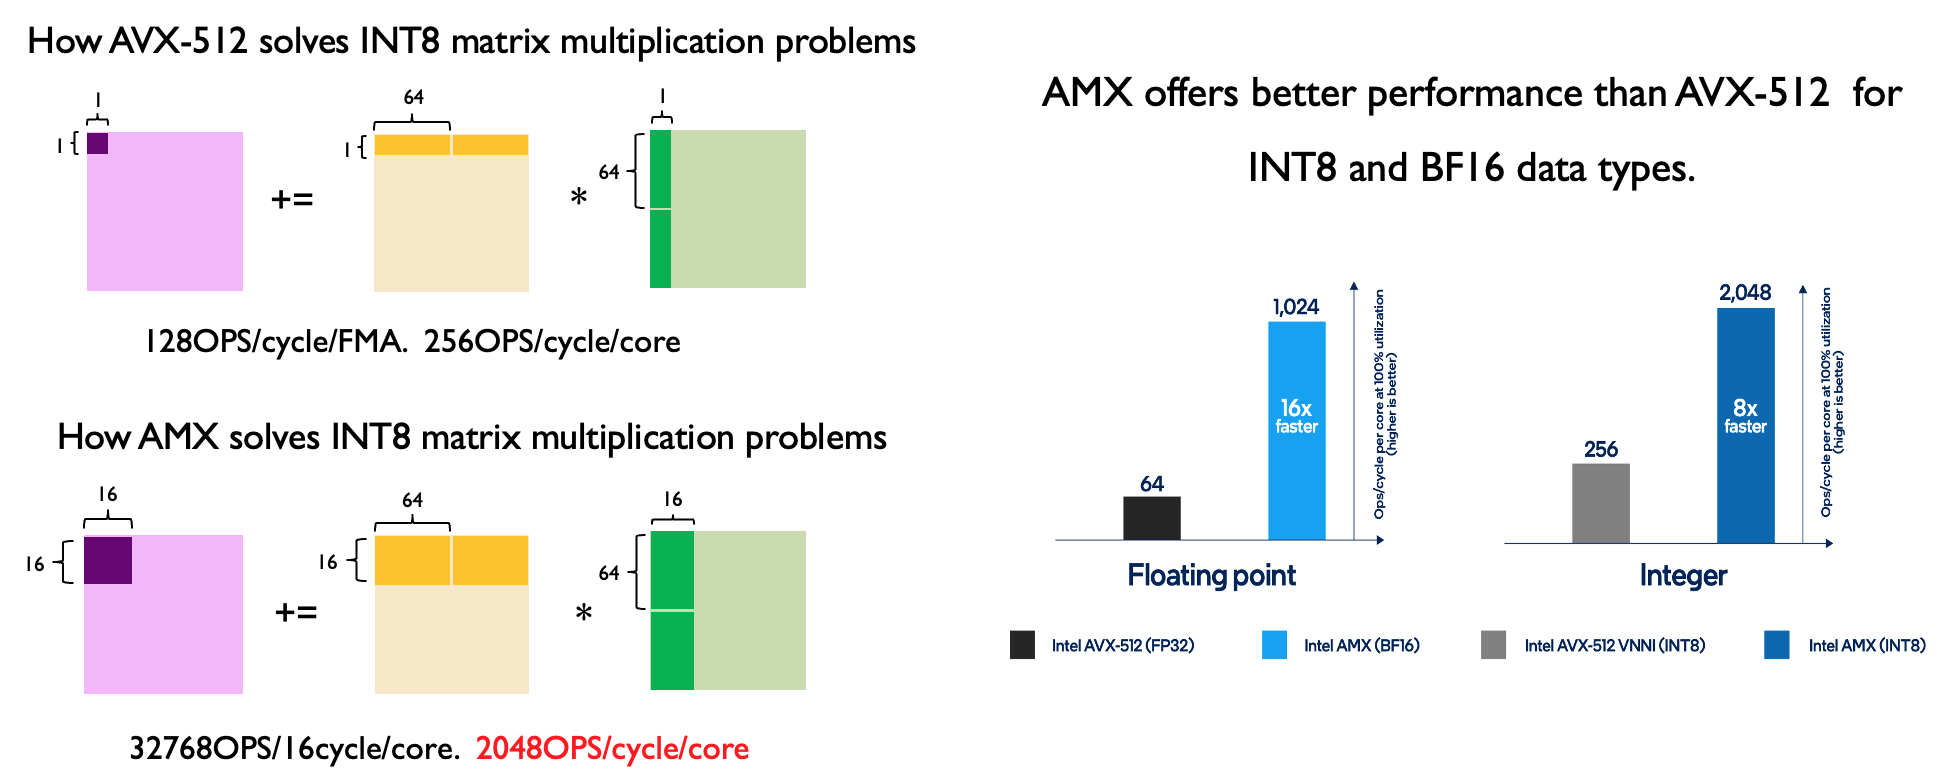 How AVX-512 solves INT8 matrix multiplication problems
1
64
1
1
1
64
+=
*
128OPS/cycle/FMA. 256OPS/cycle/core
How AMX solves INT8 matrix multiplication problems
16
64
16
16
16
64
+=
*
32768OPS/16cycle/core. 2048OPS/cycle/core
AMX offers better performance than AVX-512 for
INT8 and BF16 data types.
1,024
64
16x
faster
Ops/cycle per core at 100% utilization
(higher is better)
Floating point
2,048
256
8x
faster
Ops/cycle per core at 100% utilization
(higher is better)
Integer
Intel AVX-512 (FP32)
Intel AMX (BF16)
Intel AVX-512 VNNI (INT8)
Intel AMX (INT8)